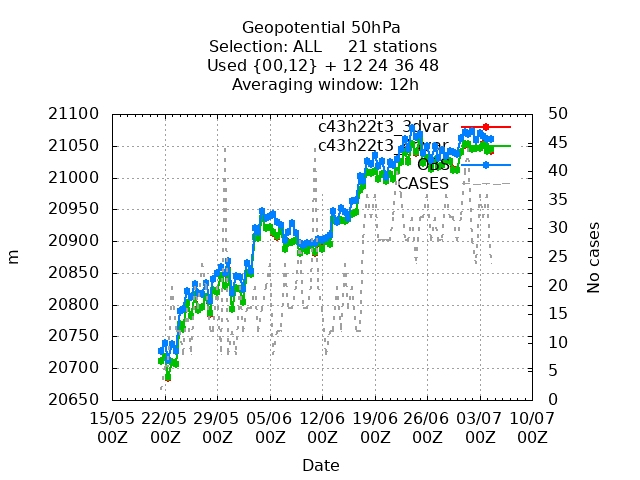 Geopotential 50hPa
Selection: ALL 21 stations
Used {00,12} + 12 24 36 48
Averaging window: 12h
21100
21050
21000
20950
20900
20850
20800
20750
20700
20650
m
50
45
40
35
30
25
20
15
10
5
0
No cases
c43h22t3_3dvar
OBS
CASES
15/05 22/05 29/05 05/06 12/06 19/06 26/06 03/07 10/07
00Z 00Z 00Z 00Z 00Z 00Z 00Z 00Z 00Z
Date